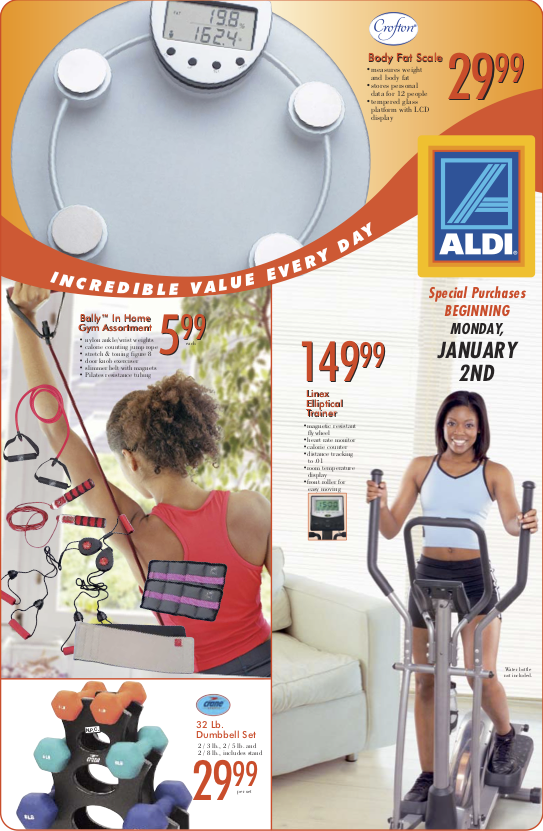 19.8
%
162.4
Crofton®
Body Fat Scale
•measures weight
and body fat
•stores personal
data for 12 people
•tempered glass
platform with LCD
display
29.99
ALDI®
INCREDIBLE VALUE EVERY DAY
Special Purchases
BEGINNING
MONDAY,
JANUARY
2ND
Bally™ In Home
Gym Assortment
• nylon ankle/wrist weights
• calorie counting jump rope
• stretch & toning figure 8
• door knob exerciser
• slimmer belt with magnets
• Pilates resistance tubing
5.99
each
149.99
Linex
Elliptical
Trainer
•magnetic resistant
flywheel
•heart rate monitor
•calorie counter
•distance tracking
to .01
•room temperature
display
•front roller for
easy moving
Water bottle
not included.
crane
32 Lb.
Dumbbell Set
2 / 3 lb., 2 / 5 lb. and
2 / 8 lb., includes stand
29.99
per set
crane
8LB